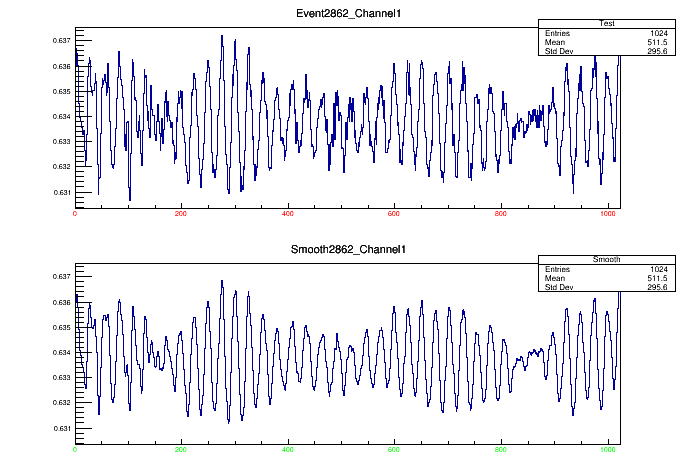 Event2862_Channel1
Test
Entries 1024
Mean 511.5
Std Dev 295.6
0.637
0.636
0.635
0.634
0.633
0.632
0.631
0 200 400 600 800 1000
Smooth2862_Channel1
Smooth
Entries 1024
Mean 511.5
Std Dev 295.6
0.637
0.636
0.635
0.634
0.633
0.632
0.631
0 200 400 600 800 1000